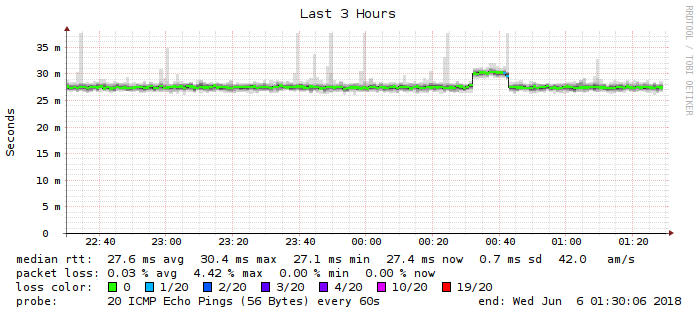 Last 3 Hours
RRDTOOL / TOBI OETIKER
Seconds
35 m
30 m
25 m
20 m
15 m
10 m
5 m
0
22:40 23:00 23:20 23:40 00:00 00:20 00:40 01:00 01:20
median rtt: 27.6 ms avg 30.4 ms max 27.1 ms min 27.4 ms now 0.7 ms sd 42.0 am/s
packet loss: 0.03 % avg 4.42 % max 0.00 % min 0.00 % now
loss color: 0 1/20 2/20 3/20 4/20 10/20 19/20
probe: 20 ICMP Echo Pings (56 Bytes) every 60s end: Wed Jun 6 01:30:06 2018